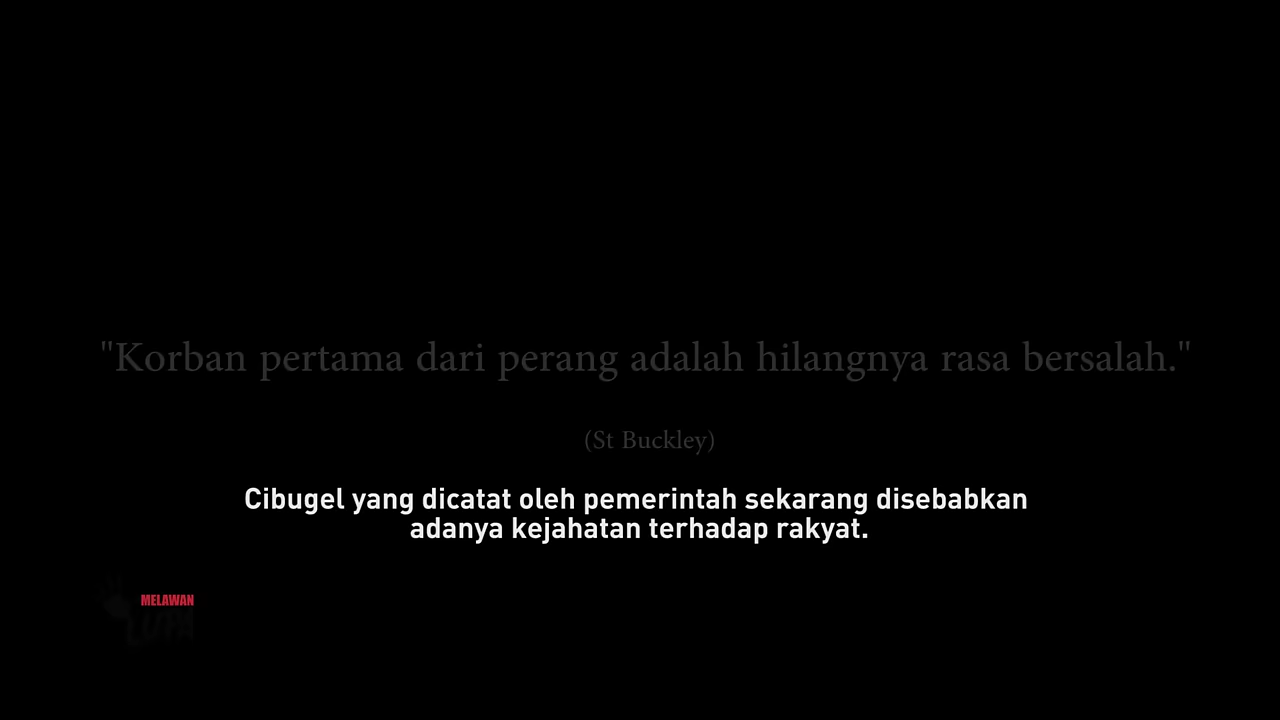 "Korban pertama dari perang adalah hilangnya rasa bersalah."
(St Buckley)
Cibugel yang dicatat oleh pemerintah sekarang disebabkan
adanya kejahatan terhadap rakyat.
MELAWAN
LUPA